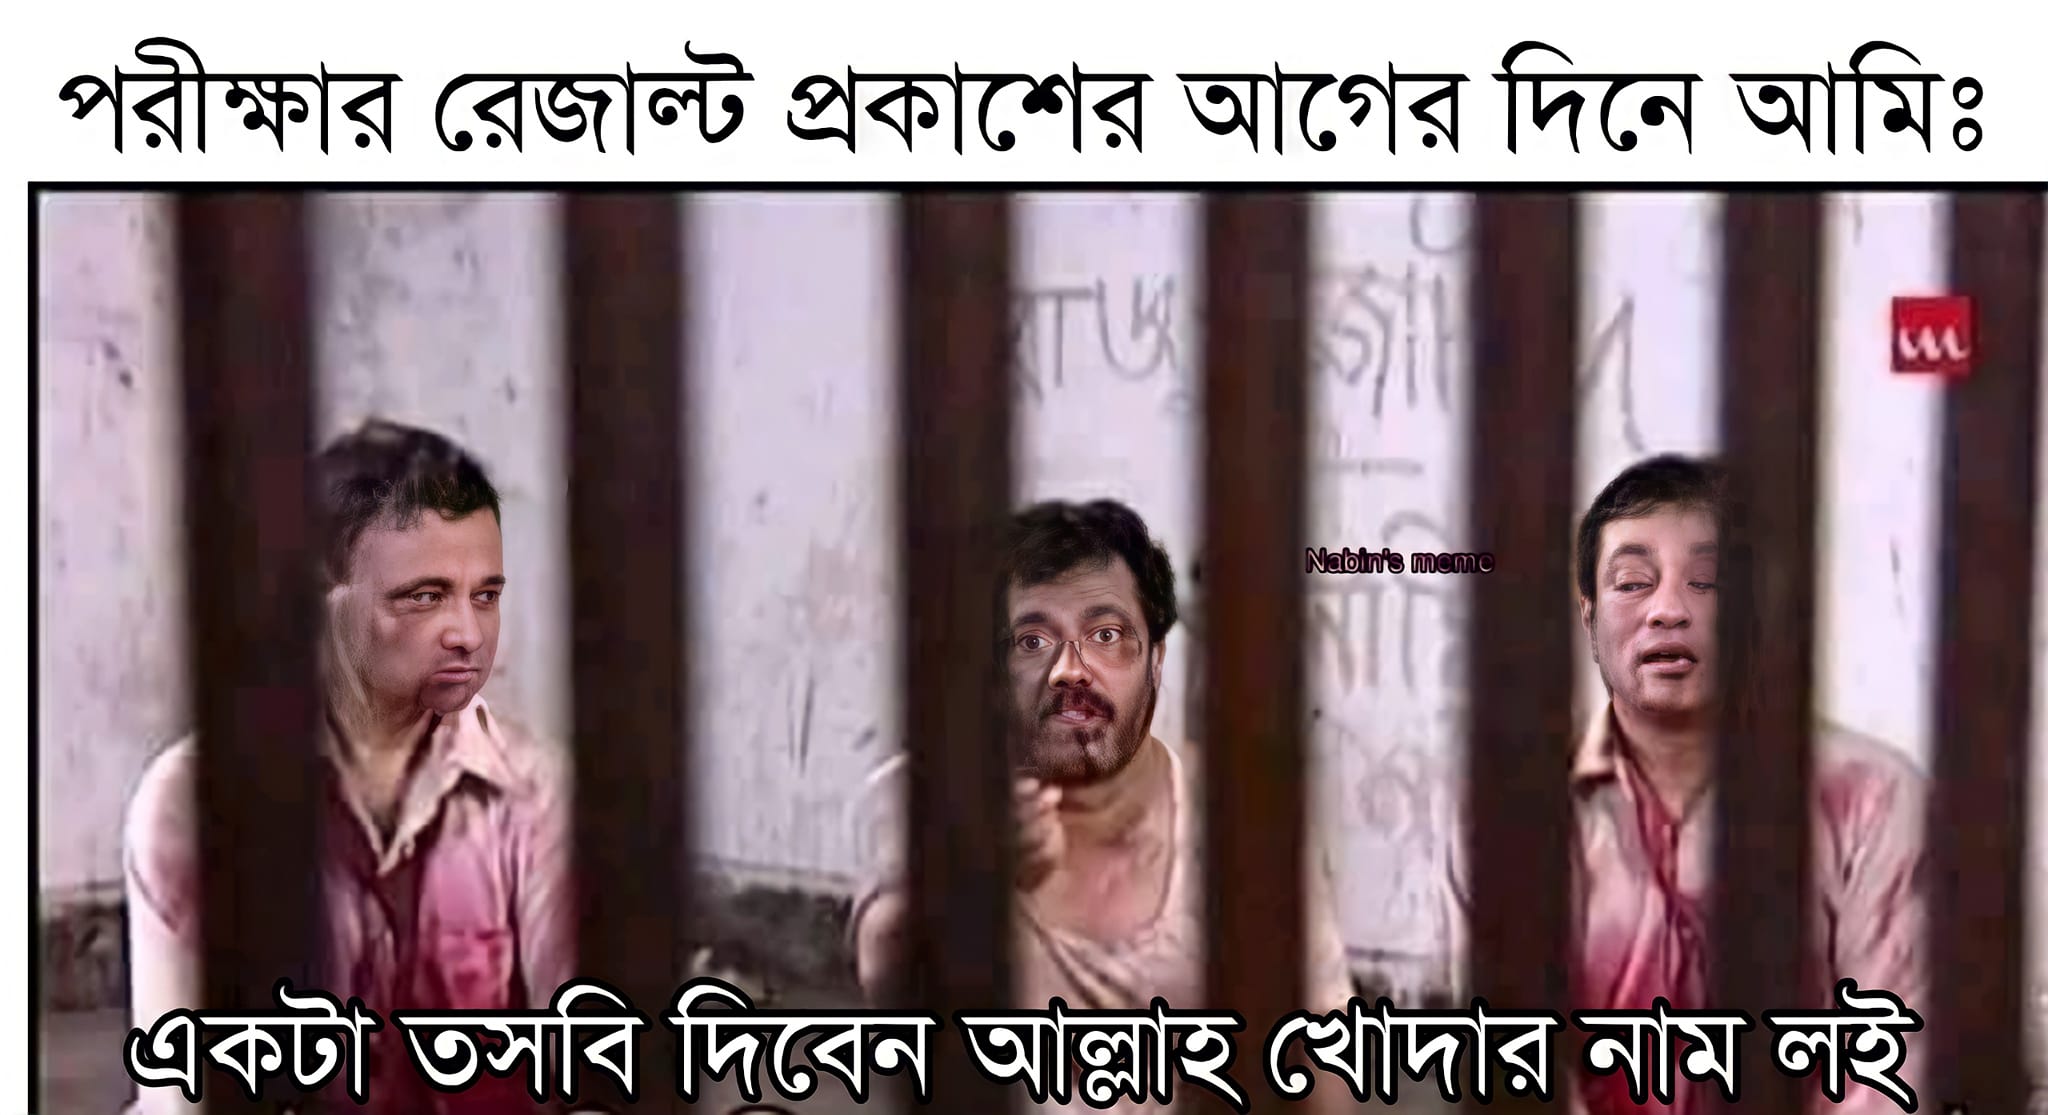 পরীক্ষার রেজাল্ট প্রকাশের আগের দিনে আমিঃ
Nabin's meme
একটা তসবি দিবেন আল্লাহ খোদার নাম লই